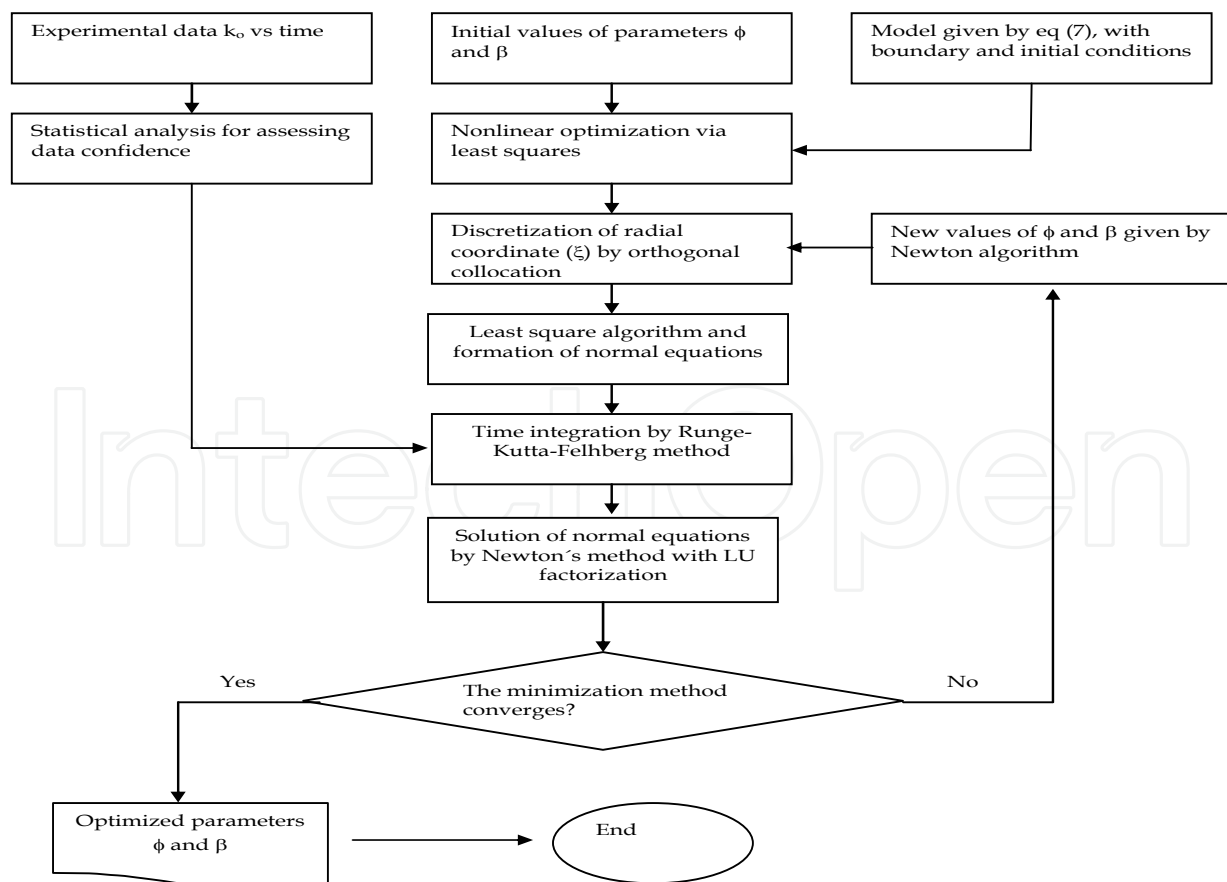 Experimental data kₒ vs time
Initial values of parameters ϕ
and β
Model given by eq (7), with
boundary and initial conditions
Statistical analysis for assessing
data confidence
Nonlinear optimization via
least squares
Discretization of radial
coordinate (ξ) by orthogonal
collocation
New values of ϕ and β given by
Newton algorithm
Least square algorithm and
formation of normal equations
Time integration by Runge-
Kutta-Felhberg method
Solution of normal equations
by Newton´s method with LU
factorization
Yes
The minimization method
converges?
No
Optimized parameters
ϕ and β
End
IntechOpen